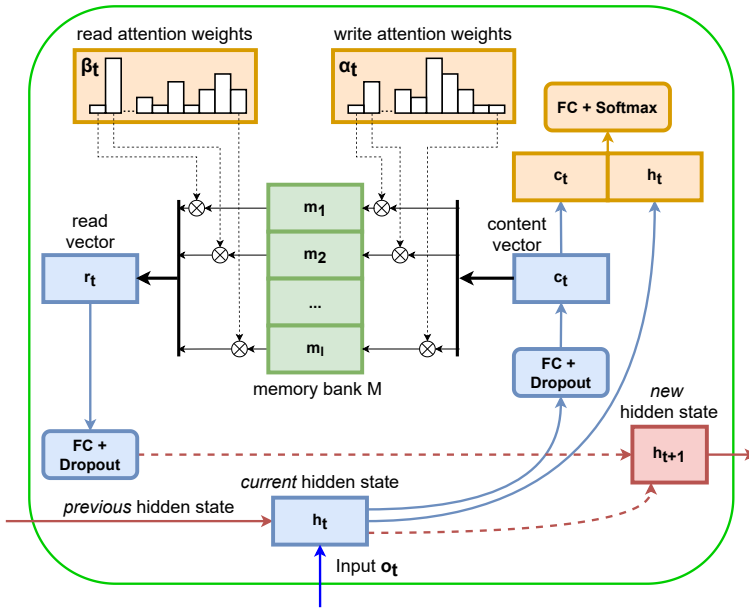 read attention weights
write attention weights
βt
...
αt
...
FC + Softmax
ct
ht
read
vector
rt
m1
m2
...
ml
memory bank M
content
vector
ct
FC +
Dropout
new
hidden state
ht+1
FC +
Dropout
current hidden state
previous hidden state
ht
Input ot